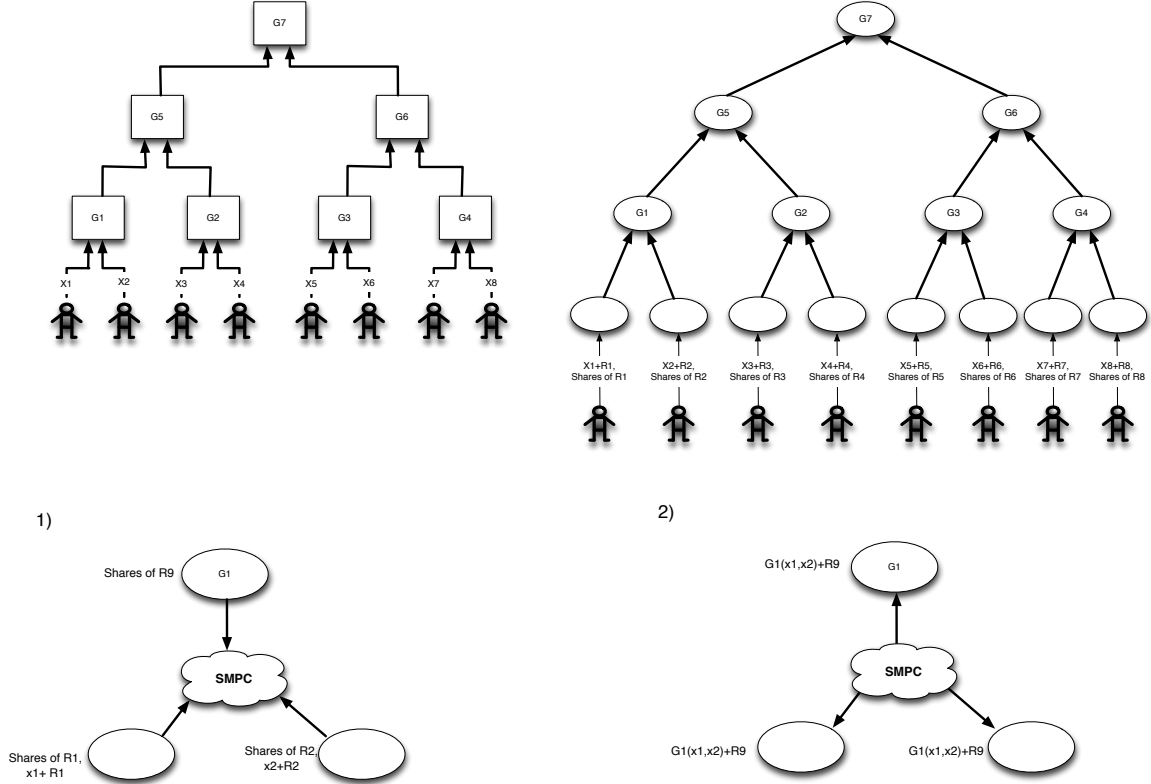 G7
G5
G6
G1
G2
G3
G4
X1
X2
X3
X4
X5
X6
X7
X8
G7
G5
G6
G1
G2
G3
G4
X1+R1,
Shares of R1
X2+R2,
Shares of R2
X3+R3,
Shares of R3
X4+R4,
Shares of R4
X5+R5,
Shares of R5
X6+R6,
Shares of R6
X7+R7,
Shares of R7
X8+R8,
Shares of R8
1)
Shares of R9
G1
SMPC
Shares of R1,
x1+ R1
Shares of R2,
x2+R2
2)
G1(x1,x2)+R9
G1
SMPC
G1(x1,x2)+R9
G1(x1,x2)+R9